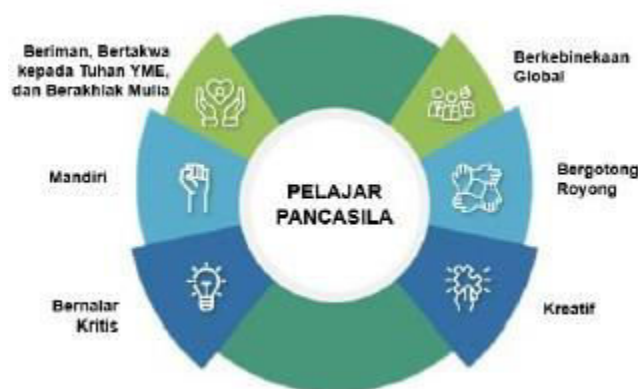 Beriman, Bertakwa
kepada Tuhan YME,
dan Berakhlak Mulia
Berkebinekaan
Global
Mandiri
PELAJAR
PANCASILA
Bergotong
Royong
Bernalar
Kritis
Kreatif